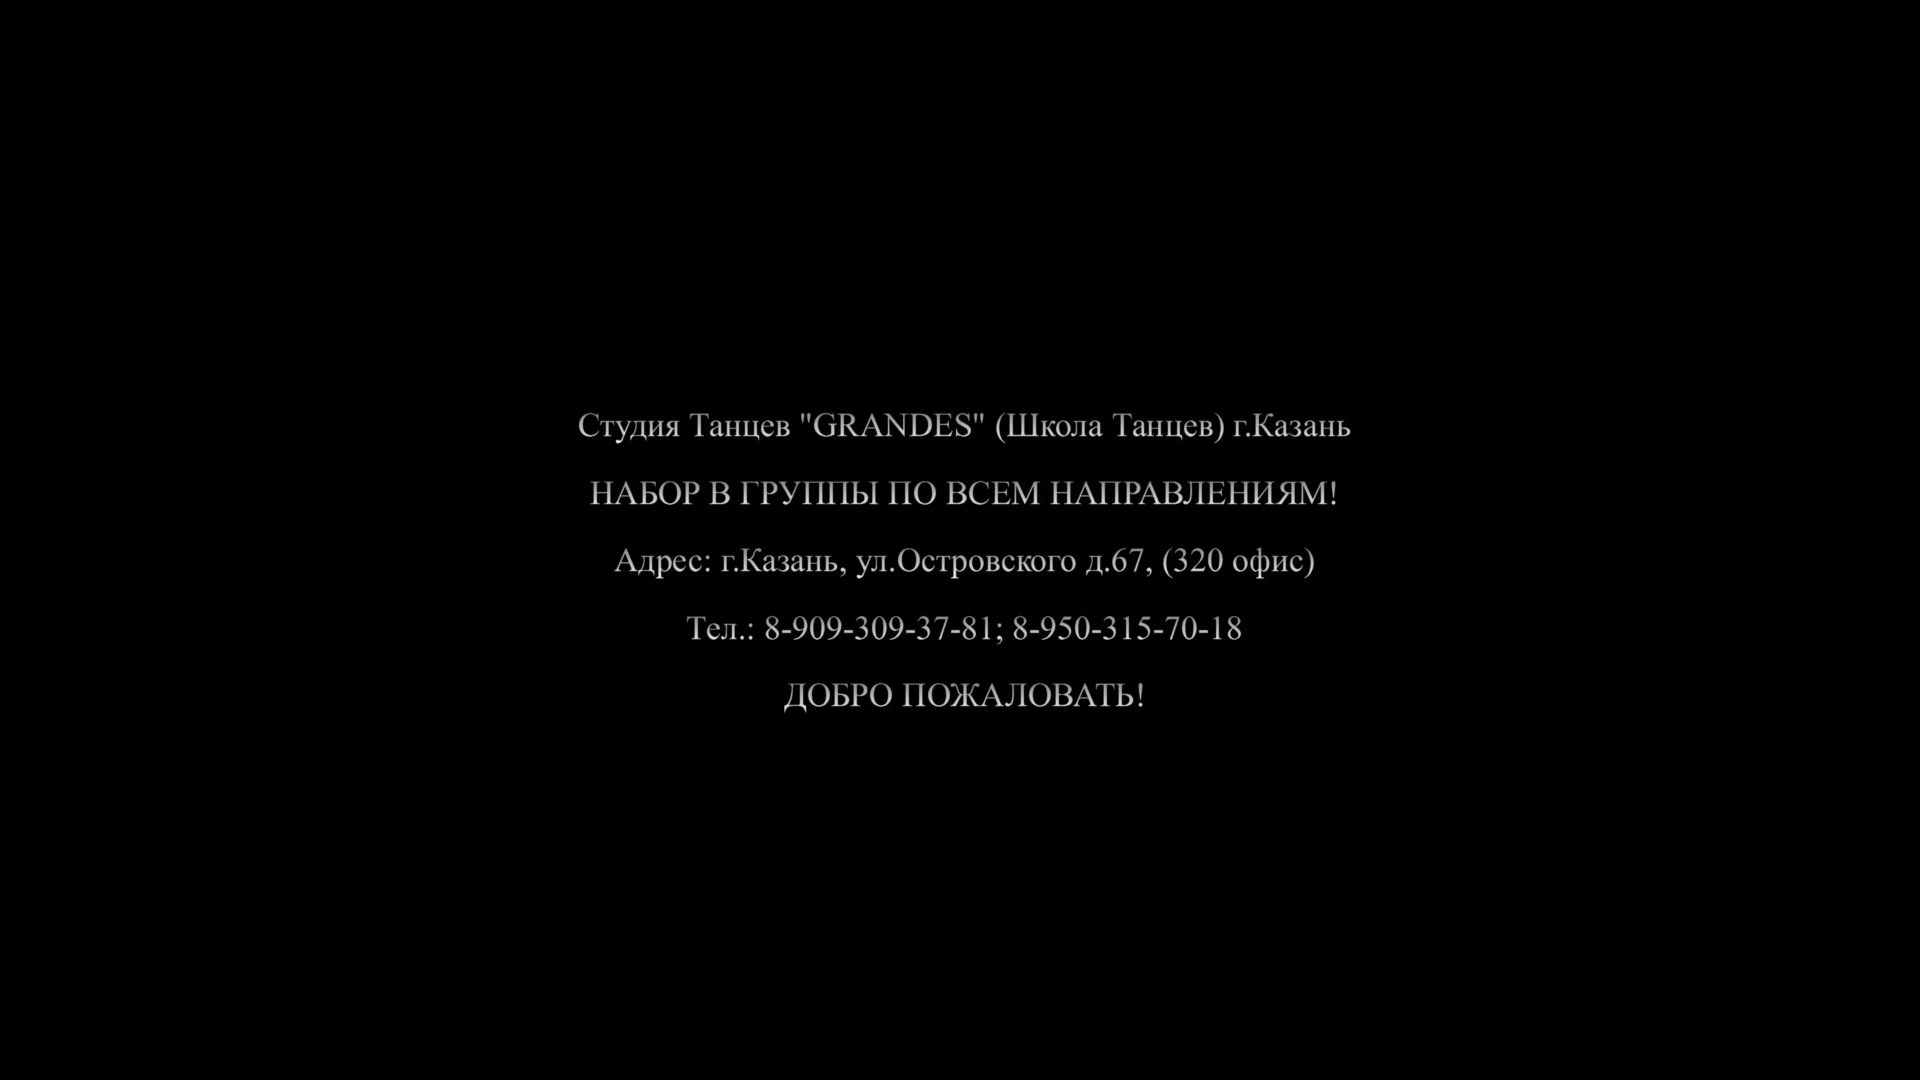 Студия Танцев "GRANDES" (Школа Танцев) г.Казань
НАБОР В ГРУППЫ ПО ВСЕМ НАПРАВЛЕНИЯМ!
Адрес: г.Казань, ул.Островского д.67, (320 офис)
Тел.: 8-909-309-37-81; 8-950-315-70-18
ДОБРО ПОЖАЛОВАТЬ!